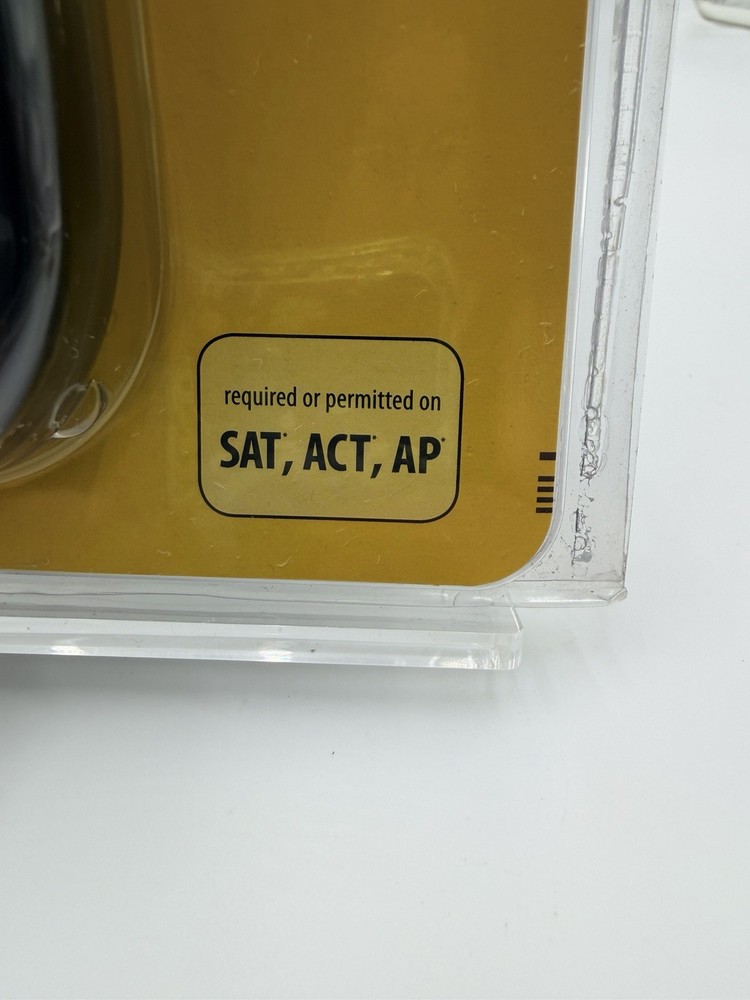 required or permitted on
SAT*, ACT*, AP*